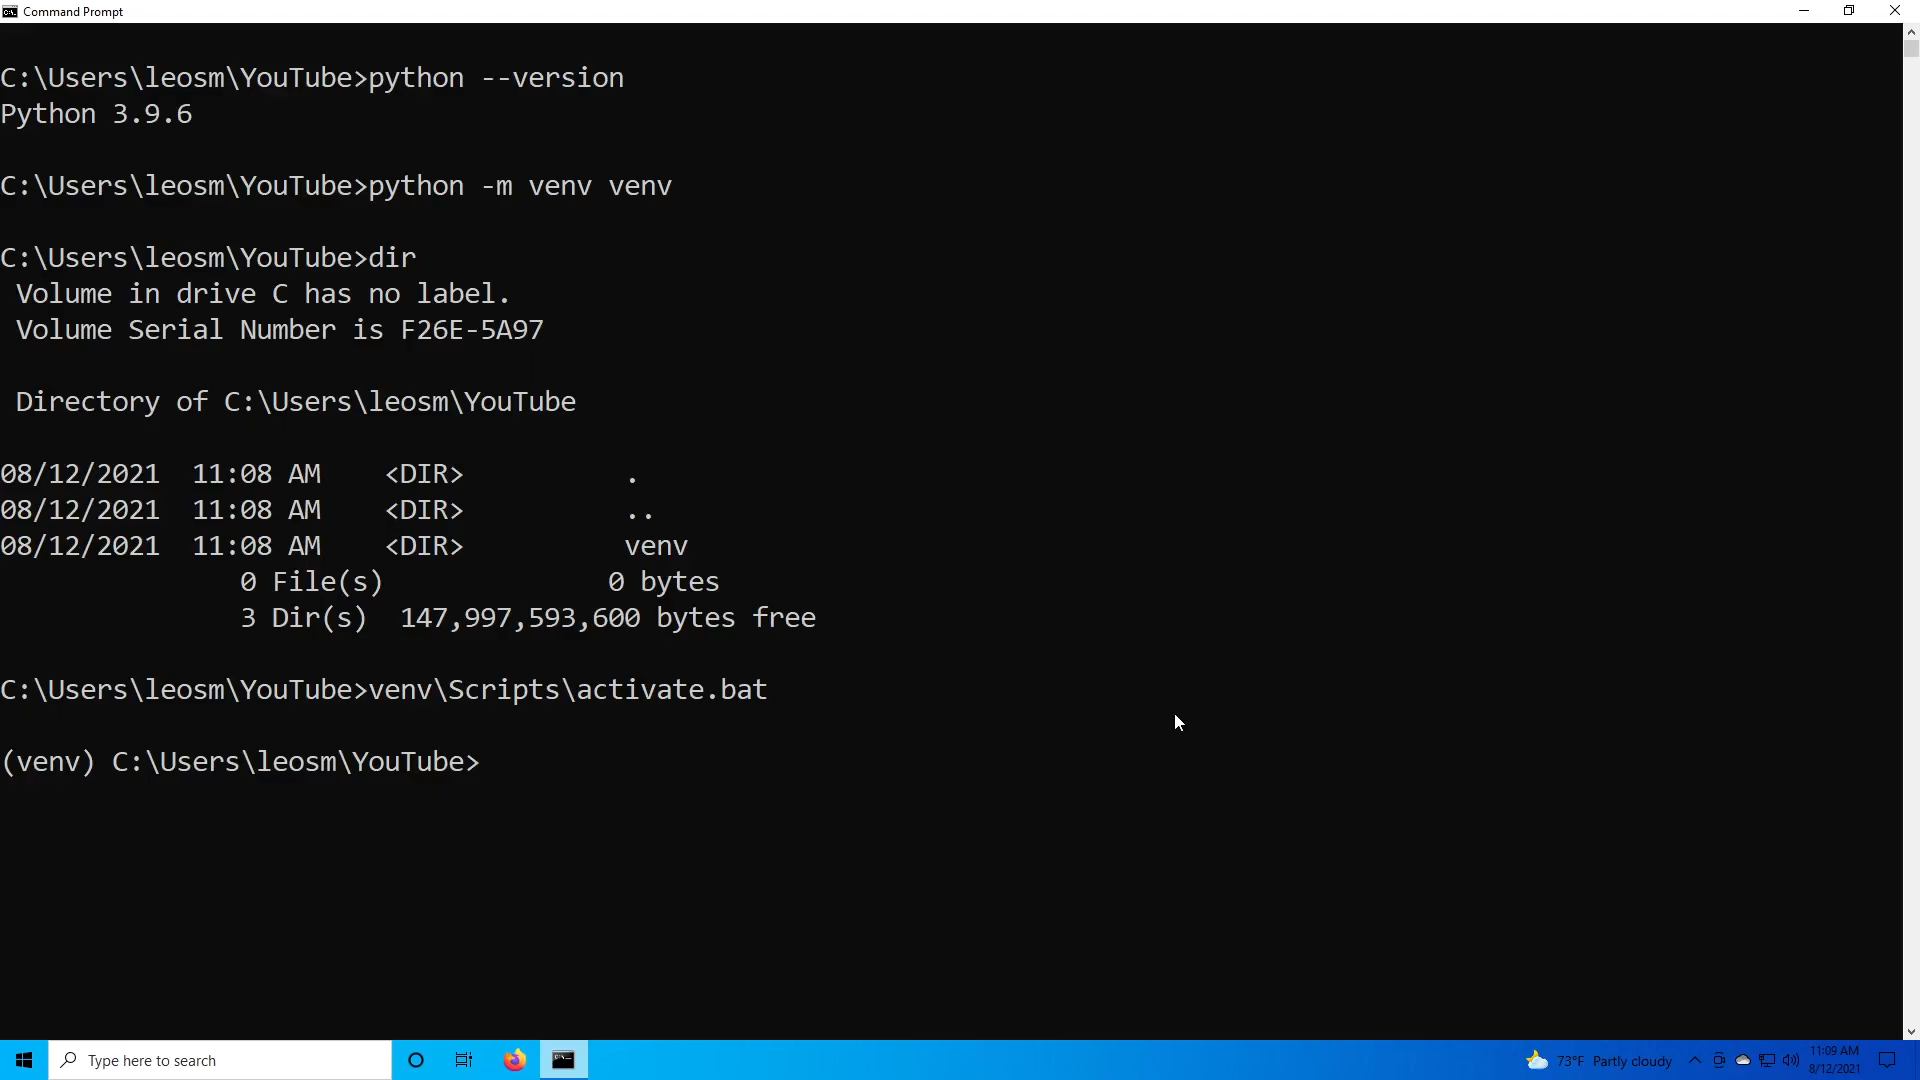 Command Prompt
C:\Users\leosm\YouTube>python --version
Python 3.9.6
C:\Users\leosm\YouTube>python -m venv venv
C:\Users\leosm\YouTube>dir
Volume in drive C has no label.
Volume Serial Number is F26E-5A97
Directory of C:\Users\leosm\YouTube
08/12/2021  11:08 AM    <DIR>          .
08/12/2021  11:08 AM    <DIR>          ..
08/12/2021  11:08 AM    <DIR>          venv
0 File(s)              0 bytes
3 Dir(s)  147,997,593,600 bytes free
C:\Users\leosm\YouTube>venv\Scripts\activate.bat
(venv) C:\Users\leosm\YouTube>
Type here to search
73°F Partly cloudy
11:09 AM
8/12/2021